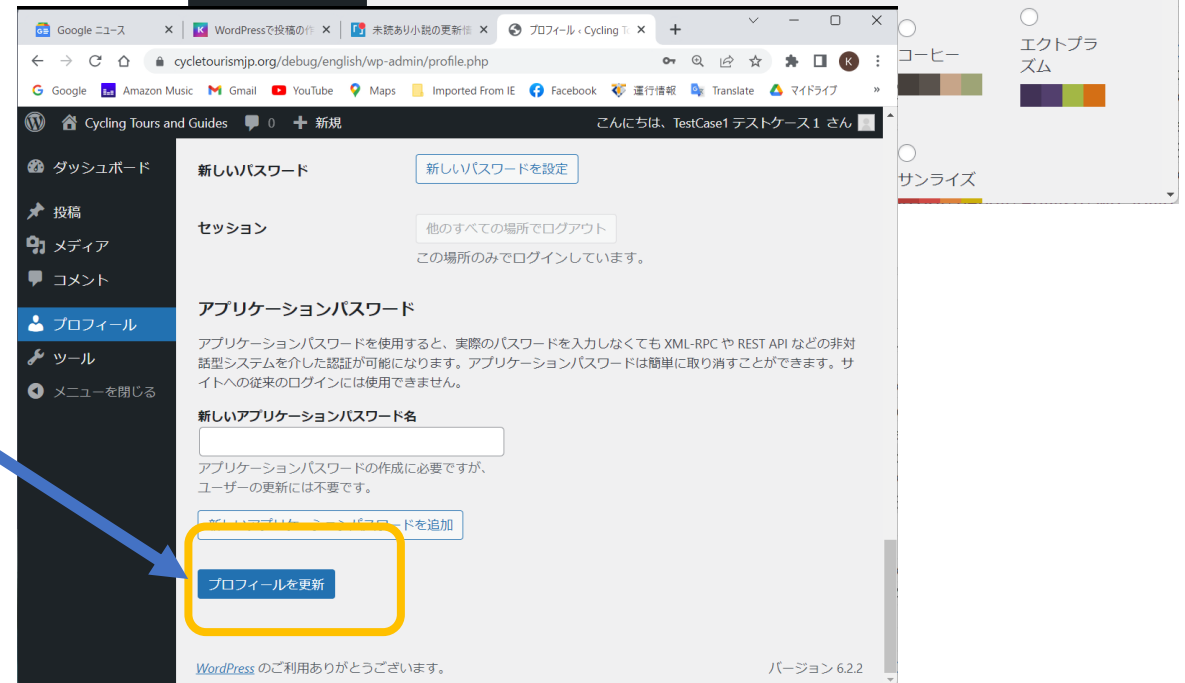 Google ニュース
WordPressで投稿の作
未読あり小説の更新情
プロフィール ‹ Cycling To
cycletourismjp.org/debug/english/wp-admin/profile.php
K
Google
Amazon Music
Gmail
YouTube
Maps
Imported From IE
Facebook
運行情報
Translate
マイドライブ
»
Cycling Tours and Guides
0
新規
こんにちは、TestCase1 テストケース１ さん
ダッシュボード
投稿
メディア
コメント
プロフィール
ツール
メニューを閉じる
新しいパスワード
新しいパスワードを設定
セッション
他のすべての場所でログアウト
この場所のみでログインしています。
アプリケーションパスワード
アプリケーションパスワードを使用すると、実際のパスワードを入力しなくても XML-RPC や REST API などの非対
話型システムを介した認証が可能になります。アプリケーションパスワードは簡単に取り消すことができます。サ
イトへの従来のログインには使用できません。
新しいアプリケーションパスワード名
アプリケーションパスワードの作成に必要ですが、
ユーザーの更新には不要です。
新しいアプリケーションパスワードを追加
プロフィールを更新
WordPress のご利用ありがとうございます。
バージョン 6.2.2
コーヒー
エクトプラ
ズム
サンライズ